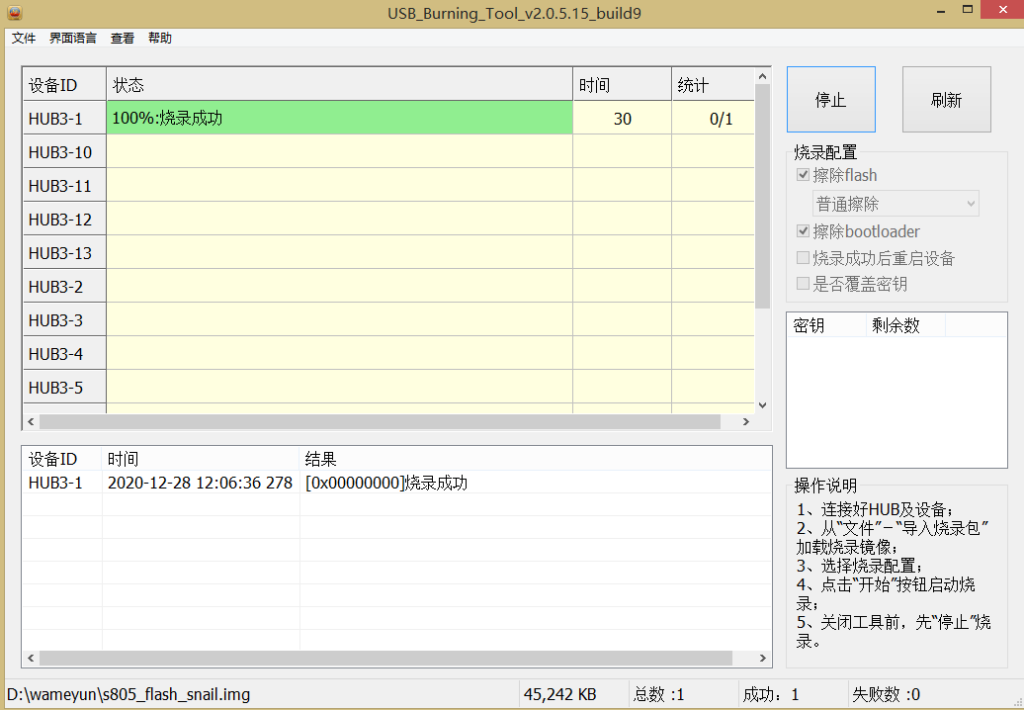 USB_Burning_Tool_v2.0.5.15_build9
文件 界面语言 查看 帮助
设备ID 状态 时间 统计
HUB3-1 100%:烧录成功 30 0/1
HUB3-10
HUB3-11
HUB3-12
HUB3-13
HUB3-2
HUB3-3
HUB3-4
HUB3-5
设备ID 时间 结果
HUB3-1 2020-12-28 12:06:36 278 [0x00000000]烧录成功
停止 刷新
烧录配置
擦除flash
普通擦除
擦除bootloader
烧录成功后重启设备
是否覆盖密钥
密钥 剩余数
操作说明
1、连接好HUB及设备；
2、从“文件”－“导入烧录包”
加载烧录镜像；
3、选择烧录配置；
4、点击“开始”按钮启动烧
录；
5、关闭工具前，先“停止”烧
录。
D:\wameyun\s805_flash_snail.img 45,242 KB 总数 :1 成功：1 失败数 :0